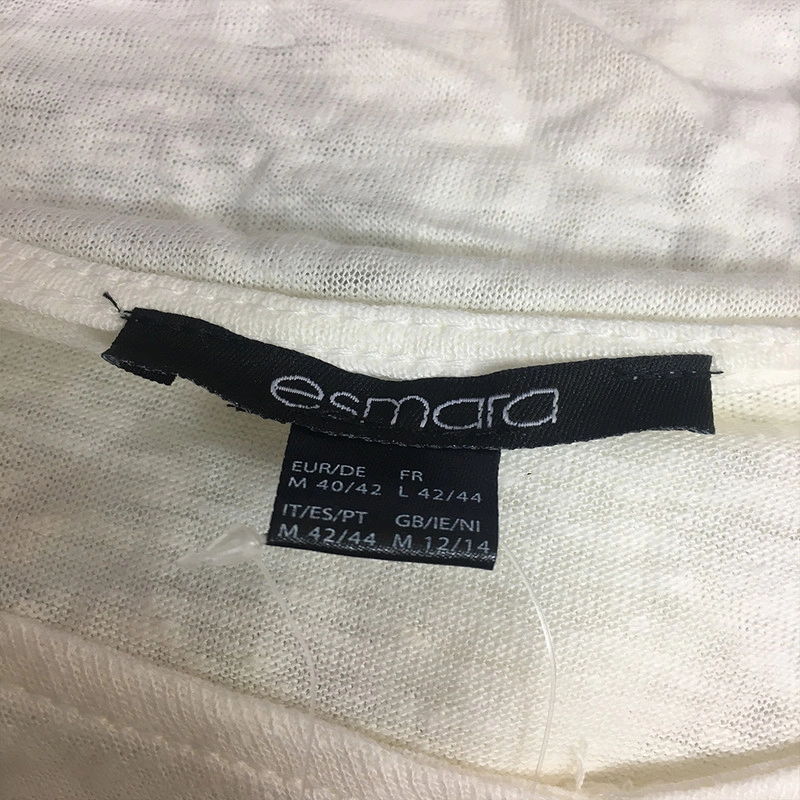 esmara
EUR/DE FR
M 40/42 L 42/44
IT/ES/PT GB/IE/NI
M 42/44 M 12/14